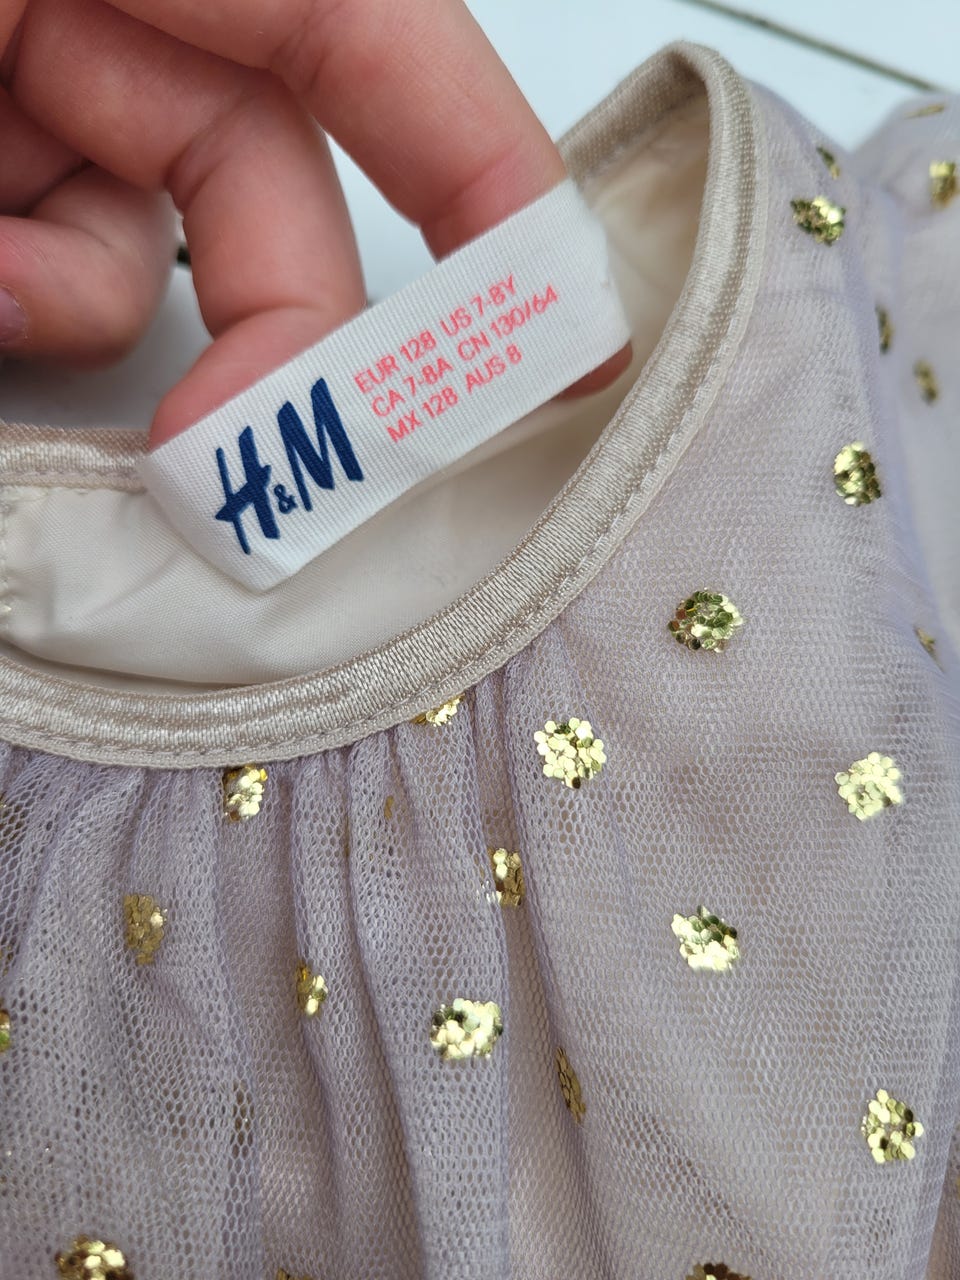 H&M
EUR 128 US 7-8Y
CA 7-8A CN 130/64
MX 128 AUS 8